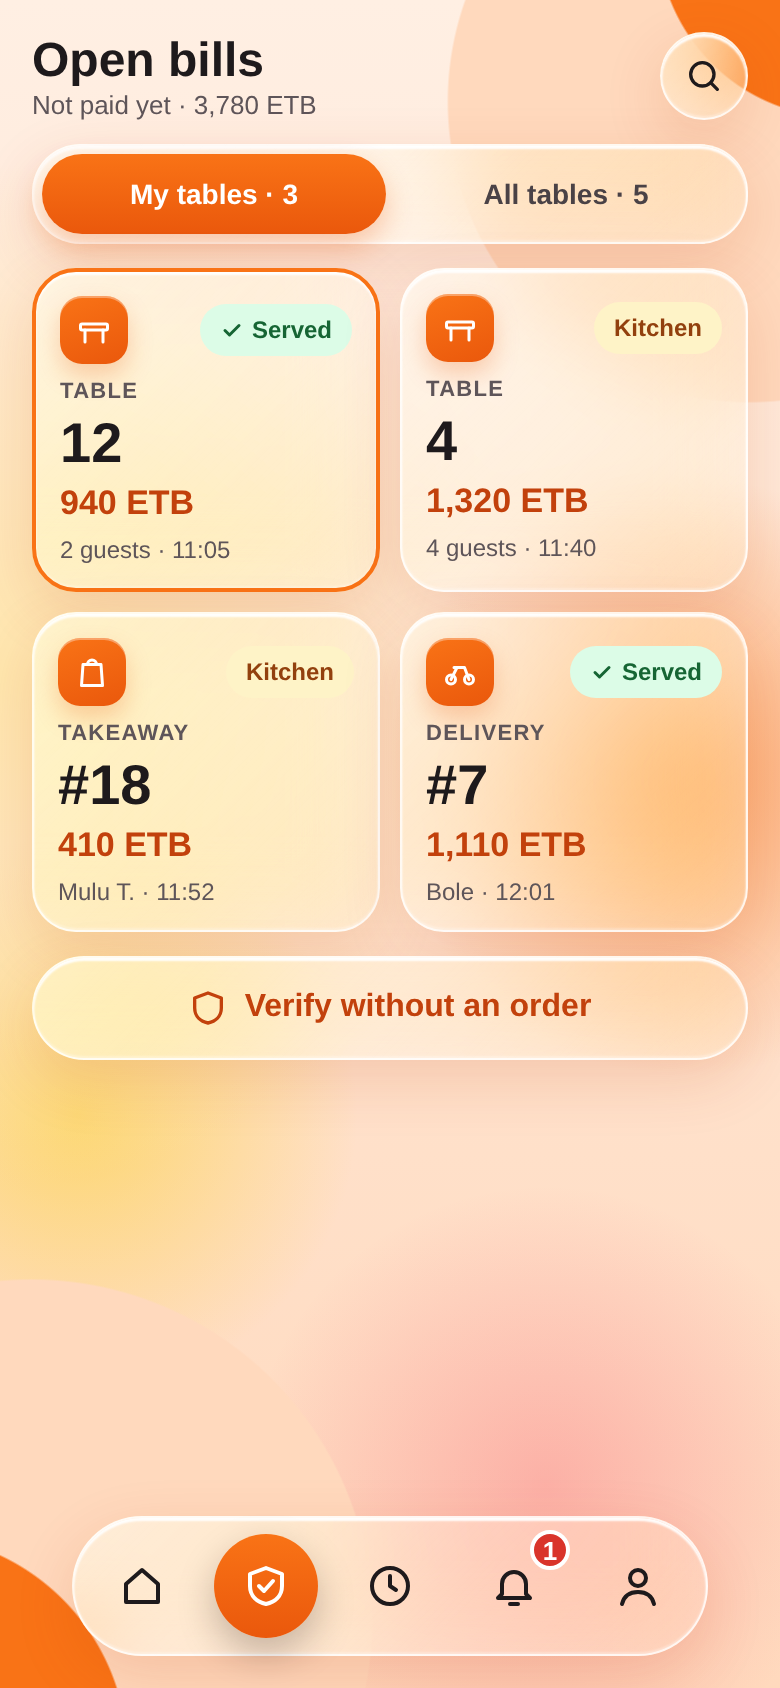 Open bills
Not paid yet · 3,780 ETB
My tables · 3
All tables · 5
Served
TABLE
12
940 ETB
2 guests · 11:05
Kitchen
TABLE
4
1,320 ETB
4 guests · 11:40
Kitchen
TAKEAWAY
#18
410 ETB
Mulu T. · 11:52
Served
DELIVERY
#7
1,110 ETB
Bole · 12:01
Verify without an order
1